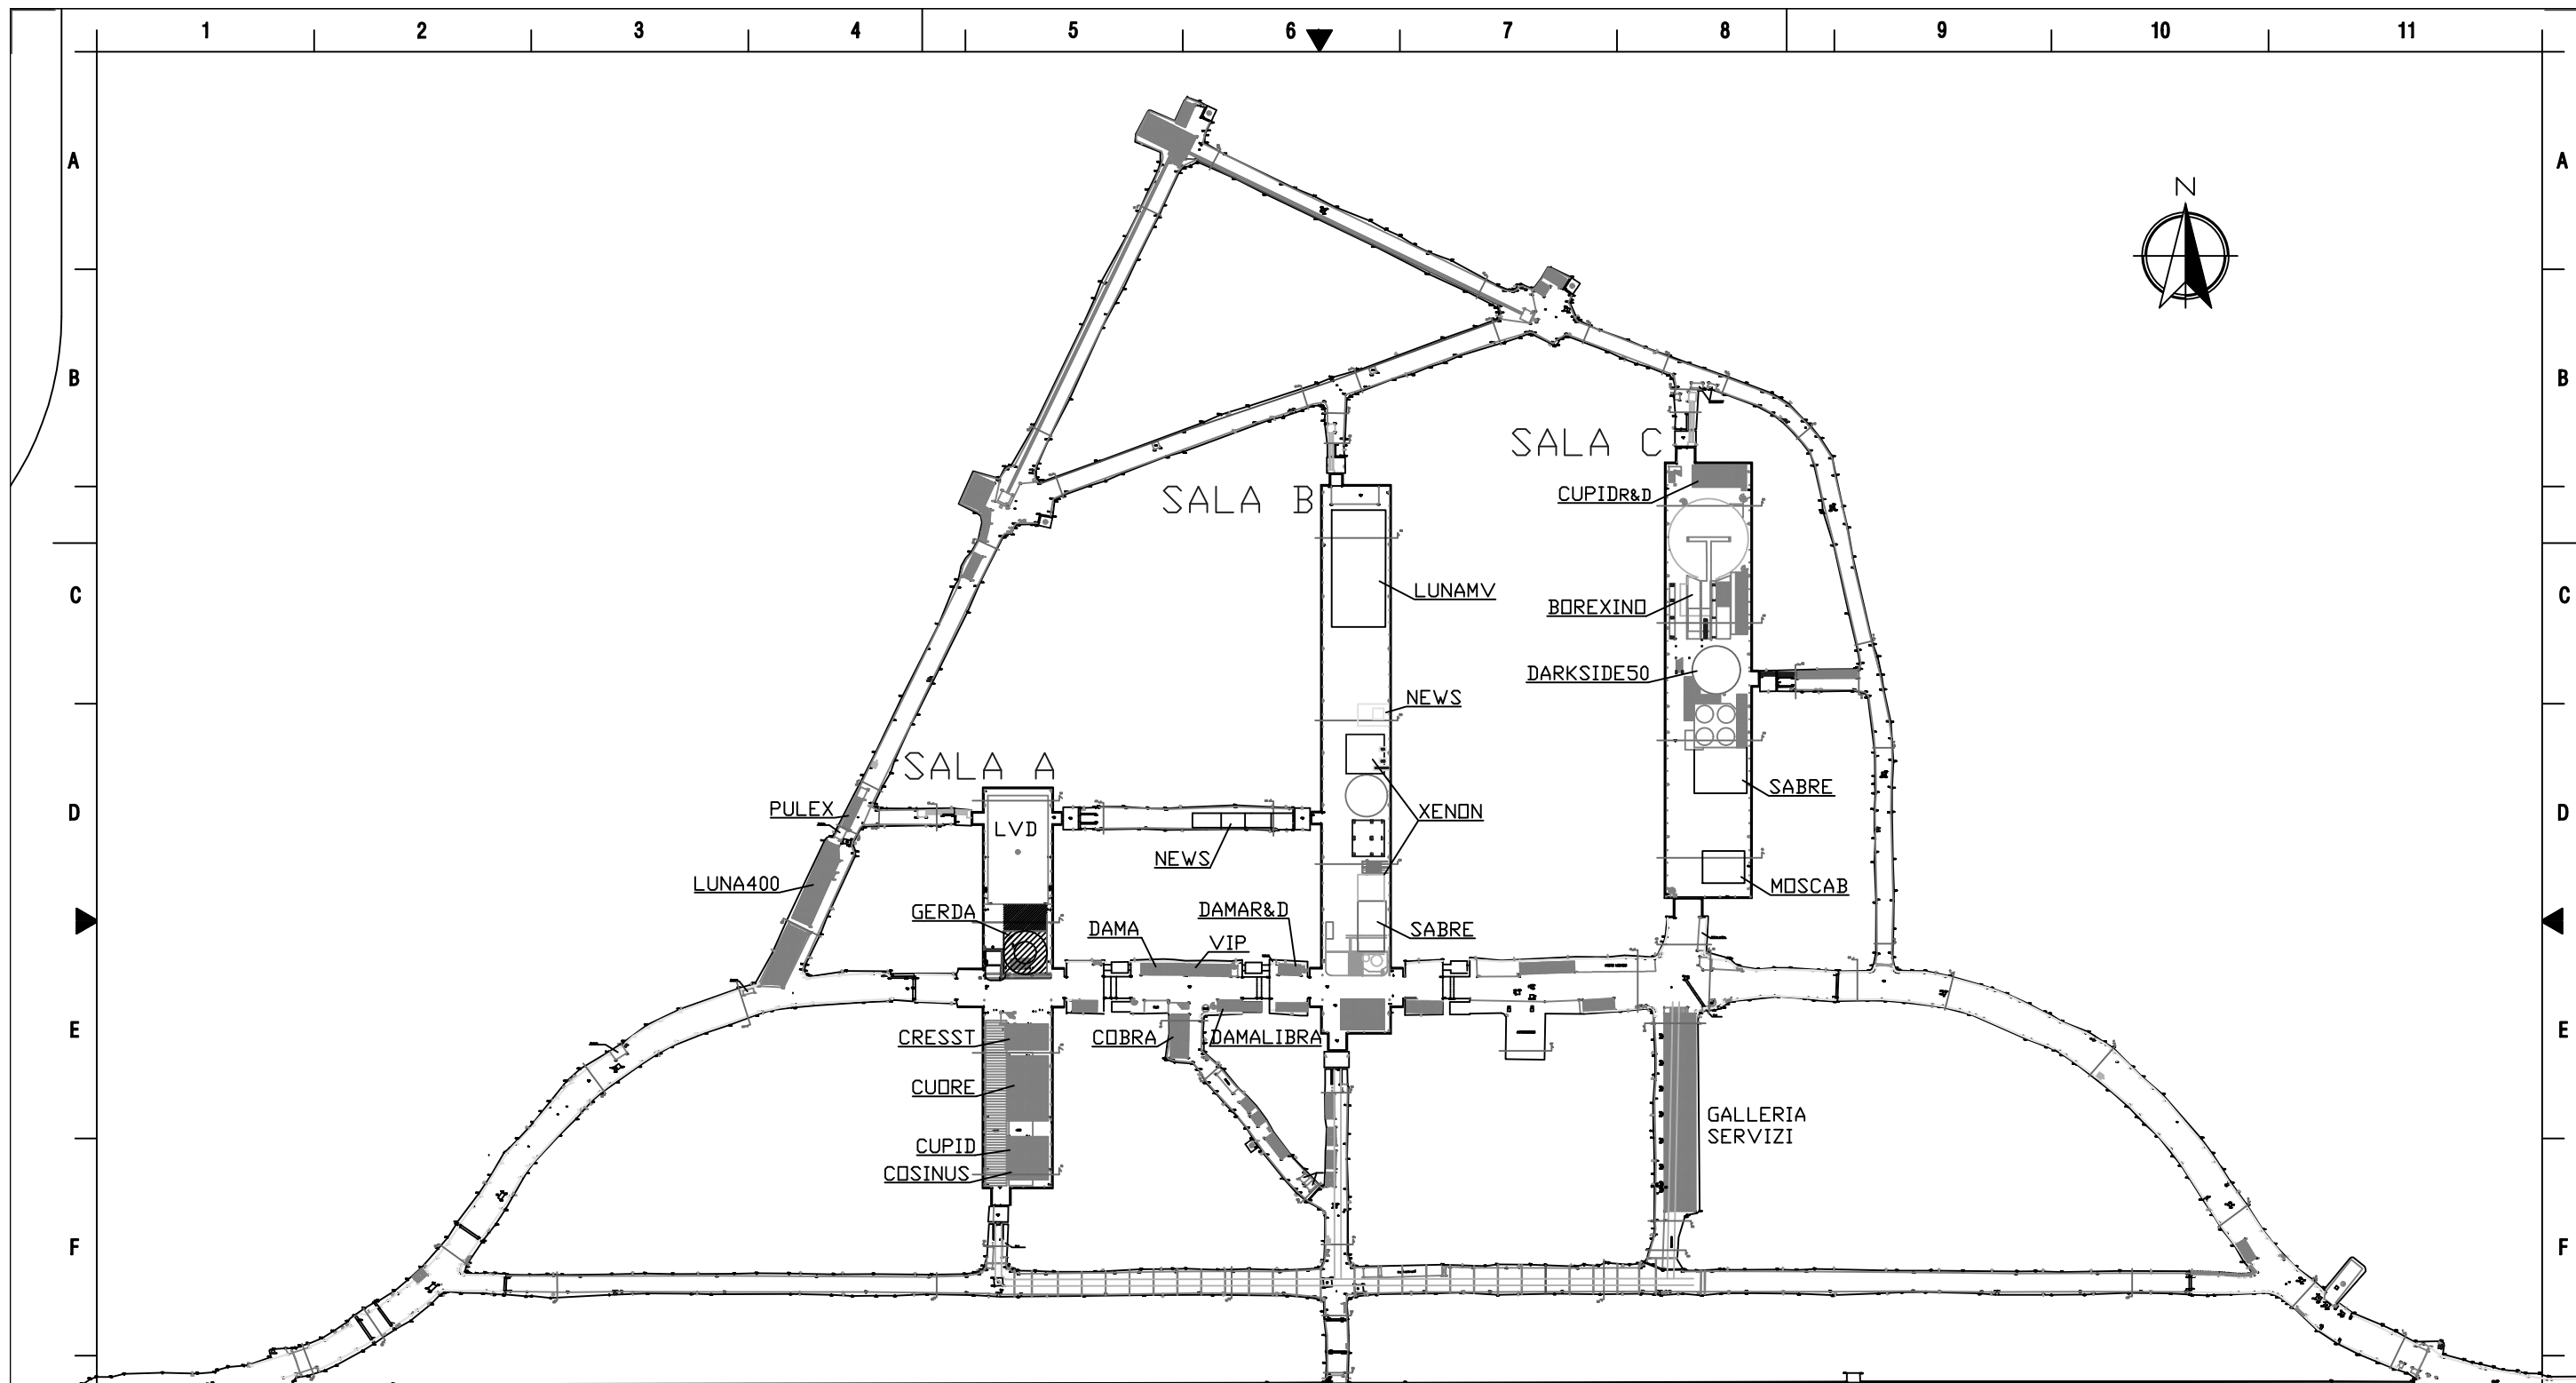 1 2 3 4 5 6 7 8 9 10 11
A A
N
B B
SALA C
CUPIDR&D
SALA B
C C
LUNAMV
BOREXINO
DARKSIDE50
NEWS
SALA A
SABRE
PULEX
D D
LVD
XENON
NEWS
LUNA400
MOSCAB
GERDA
DAMAR&D
DAMA
SABRE
VIP
E E
CRESST
COBRA
DAMALIBRA
CUORE
GALLERIA
SERVIZI
CUPID
COSINUS
F F